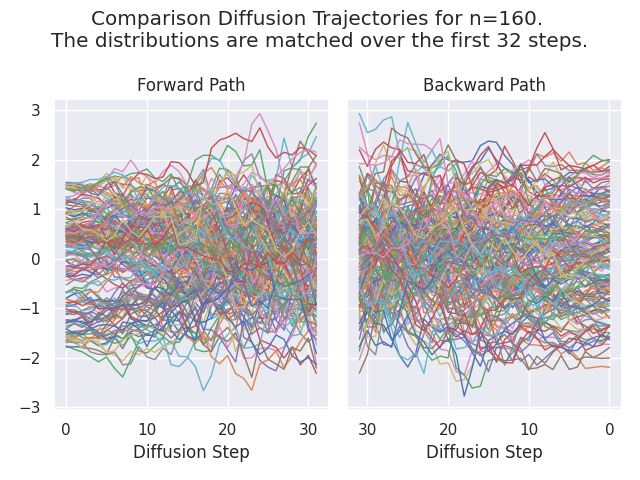 Comparison Diffusion Trajectories for n=160.
The distributions are matched over the first 32 steps.
Forward Path
Backward Path
3
2
1
0
−1
−2
−3
0 10 20 30
30 20 10 0
Diffusion Step
Diffusion Step